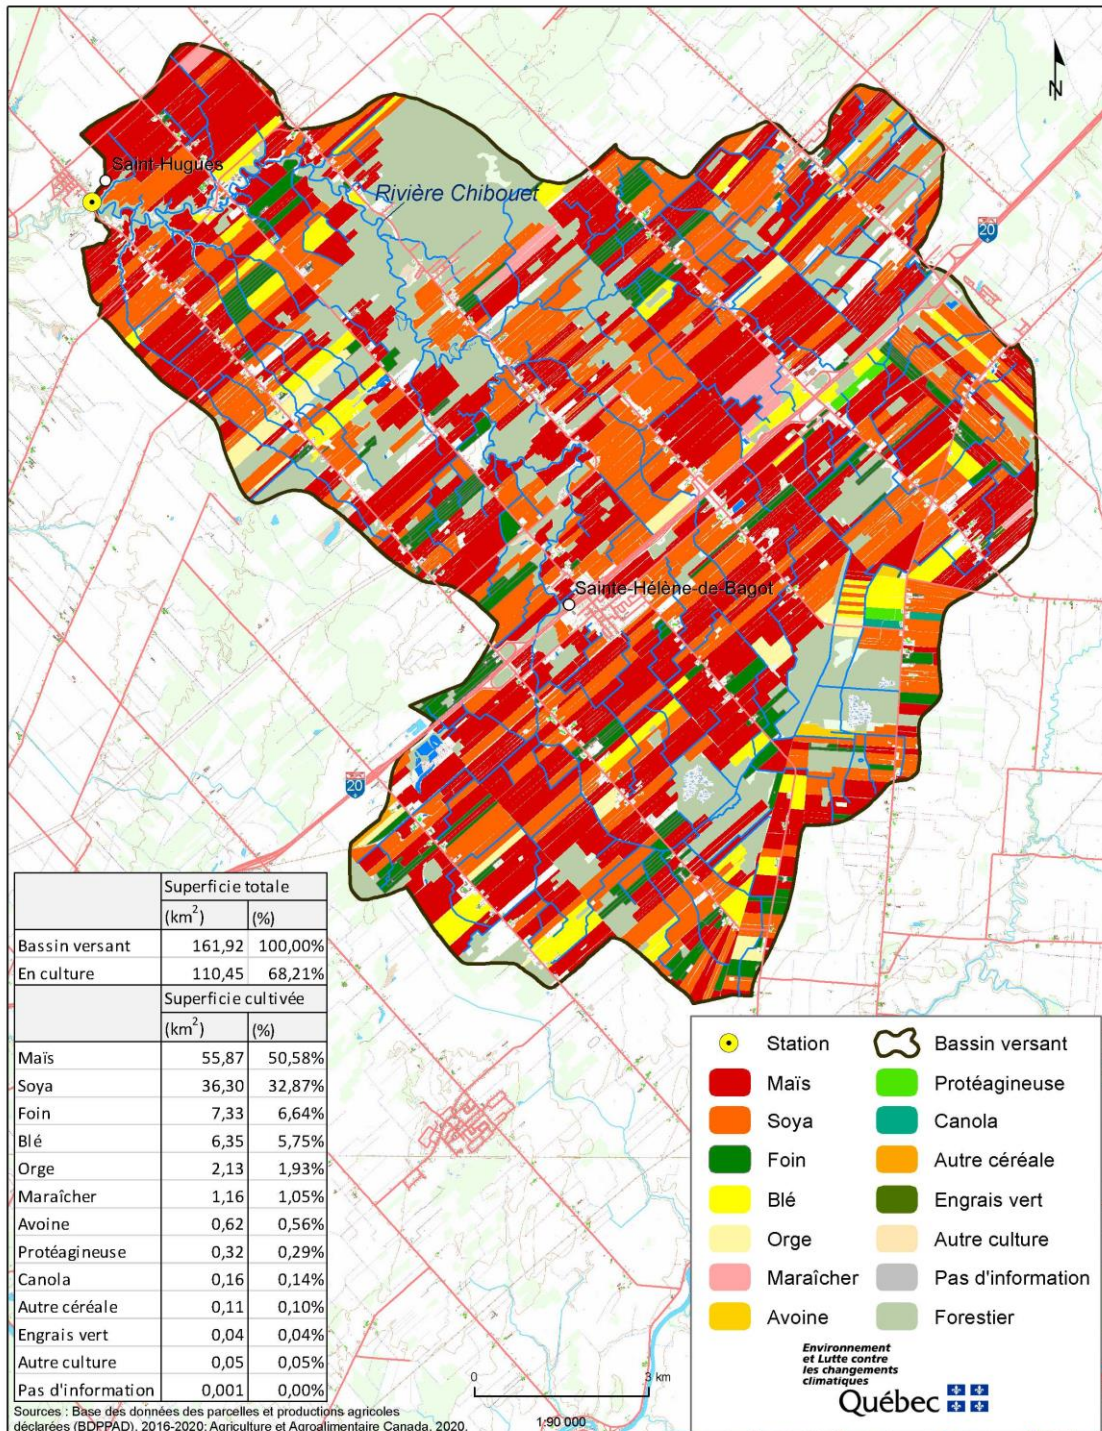 N
Saint-Hugues
Rivière Chibouet
20
Sainte-Hélène-de-Bagot
20
Superficie totale
(km²) (%)
Bassin versant 161,92 100,00%
En culture 110,45 68,21%
Superficie cultivée
(km²) (%)
Maïs 55,87 50,58%
Soya 36,30 32,87%
Foin 7,33 6,64%
Blé 6,35 5,75%
Orge 2,13 1,93%
Maraîcher 1,16 1,05%
Avoine 0,62 0,56%
Protéagineuse 0,32 0,29%
Canola 0,16 0,14%
Autre céréale 0,11 0,10%
Engrais vert 0,04 0,04%
Autre culture 0,05 0,05%
Pas d'information 0,001 0,00%
Sources : Base des données des parcelles et productions agricoles
déclarées (BDPPAD), 2016-2020; Agriculture et Agroalimentaire Canada, 2020.
0 3 km
1:90 000
Station
Bassin versant
Maïs
Protéagineuse
Soya
Canola
Foin
Autre céréale
Blé
Engrais vert
Orge
Autre culture
Maraîcher
Pas d'information
Avoine
Forestier
Environnement
et Lutte contre
les changements
climatiques
Québec